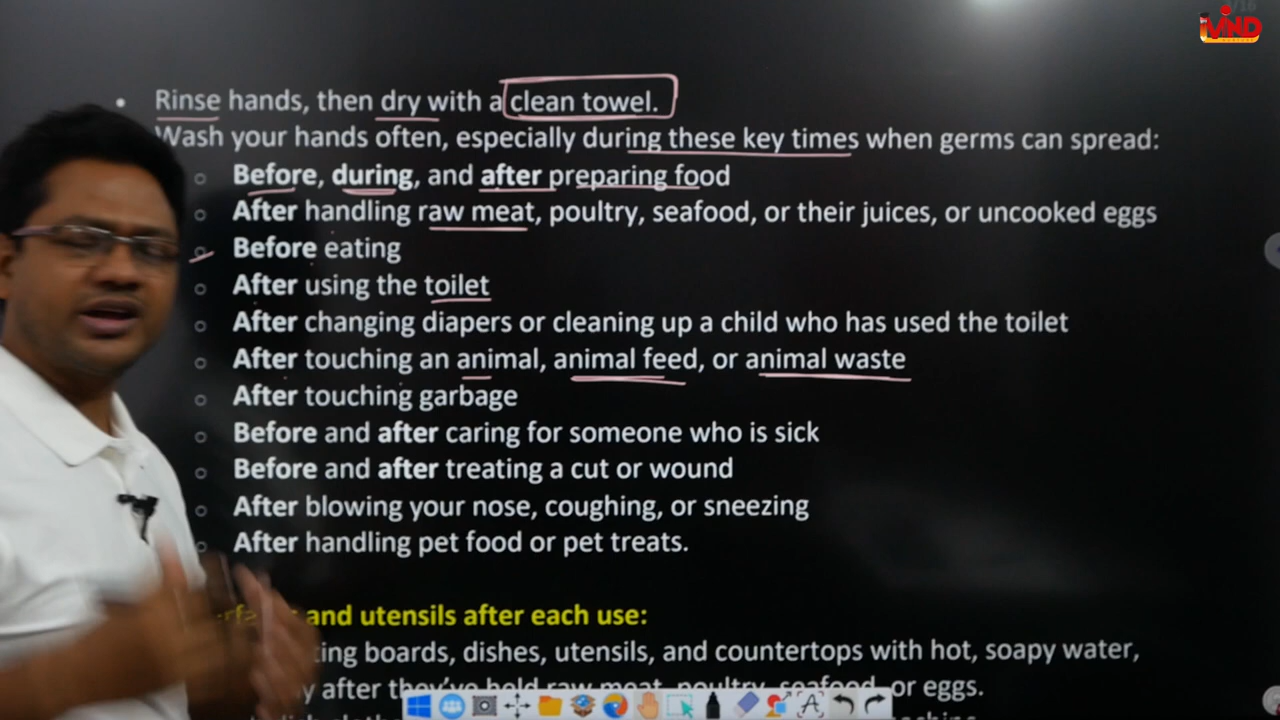 Rinse hands, then dry with a clean towel.
Wash your hands often, especially during these key times when germs can spread:
Before, during, and after preparing food
After handling raw meat, poultry, seafood, or their juices, or uncooked eggs
Before eating
After using the toilet
After changing diapers or cleaning up a child who has used the toilet
After touching an animal, animal feed, or animal waste
After touching garbage
Before and after caring for someone who is sick
Before and after treating a cut or wound
After blowing your nose, coughing, or sneezing
After handling pet food or pet treats.
and utensils after each use:
boards, dishes, utensils, and countertops with hot, soapy water,
after they've held raw meat, poultry, seafood, or eggs.